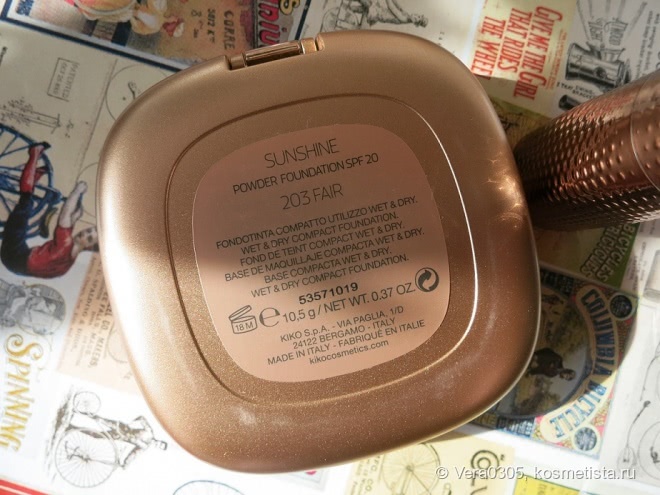 SUNSHINE
POWDER FOUNDATION SPF 20
203 FAIR
FONDOTINTA COMPATTO UTILIZZO WET & DRY.
WET & DRY COMPACT FOUNDATION.
FOND DE TEINT COMPACT WET & DRY.
BASE DE MAQUILLAJE COMPACTA WET & DRY.
BASE COMPACTA WET & DRY.
WET & DRY COMPACT FOUNDATION.
53571019
18 M e 10,5 g / NET WT. 0.37 OZ
KIKO S.p.A. - VIA PAGLIA, 1/D
24122 BERGAMO - ITALY
MADE IN ITALY - FABRIQUÉ EN ITALIE
kikocosmetics.com
GIVE ME THE GIRL
THAT RIDES
THE WHEEL
SPINNING
COLUMBIA
BICYCLE
© Vera0305, kosmetista.ru